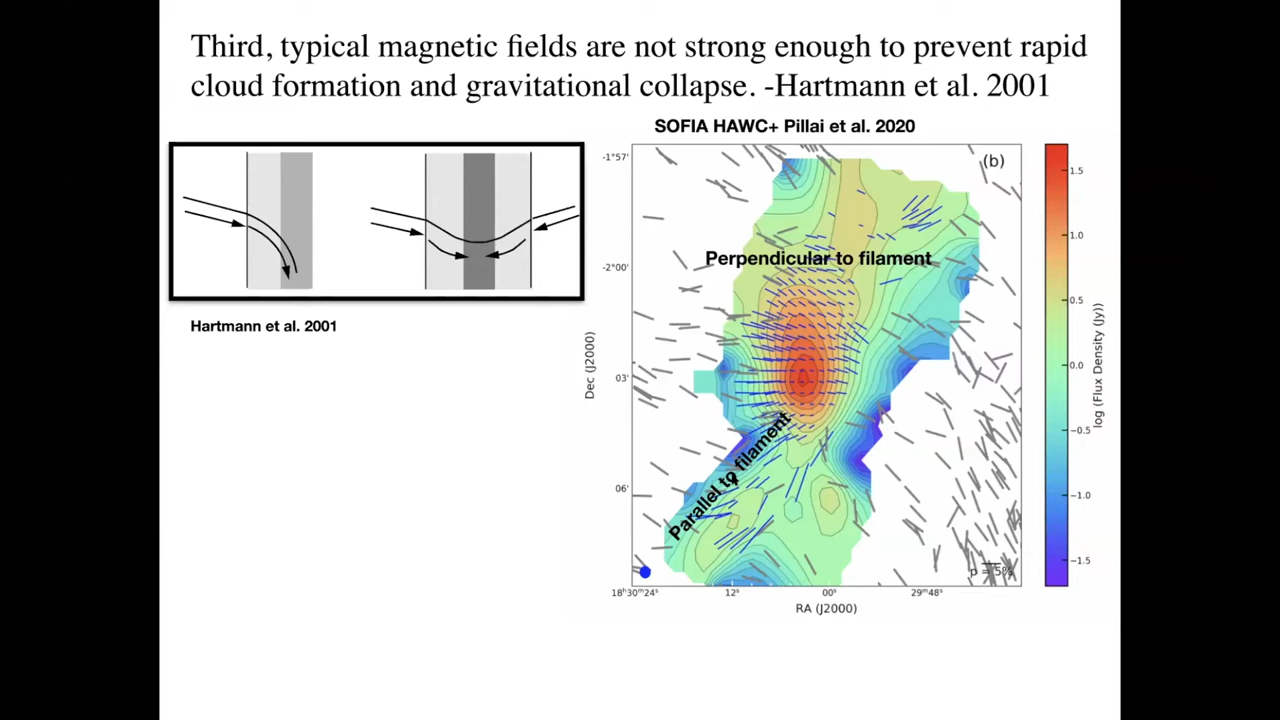 Third, typical magnetic fields are not strong enough to prevent rapid
cloud formation and gravitational collapse. -Hartmann et al. 2001
SOFIA HAWC+ Pillai et al. 2020
Hartmann et al. 2001
(b)
Perpendicular to filament
Parallel to filament
p = 5%
-1°57'
-2°00'
03'
06'
Dec (J2000)
18h30m24s
12s
00s
29m48s
RA (J2000)
1.5
1.0
0.5
0.0
−0.5
−1.0
−1.5
log (Flux Density (Jy))